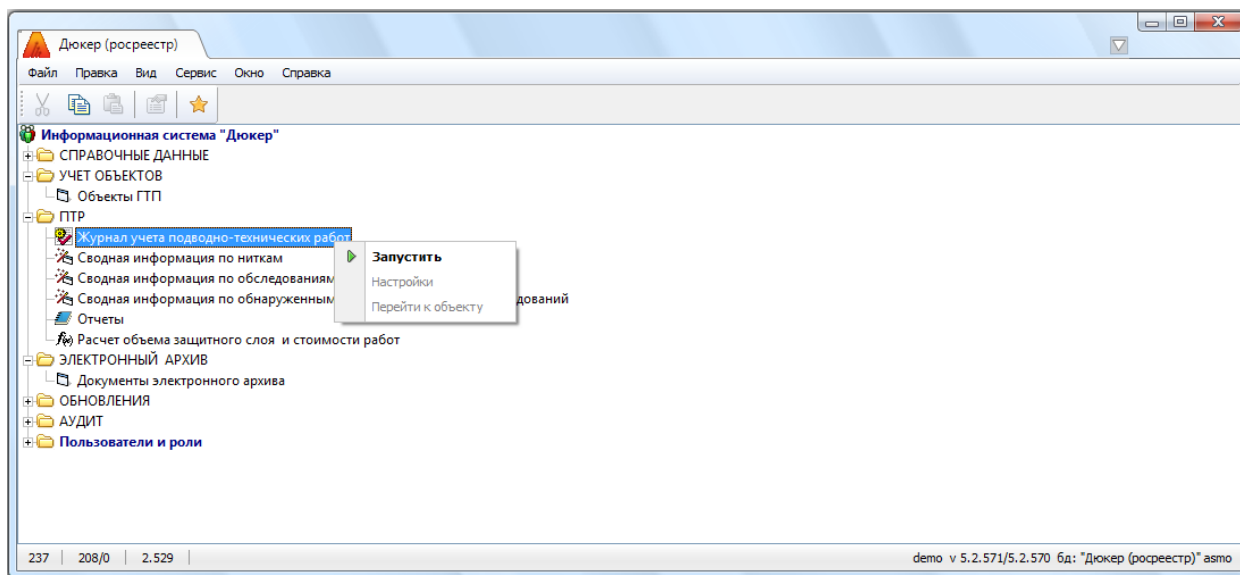 Дюкер (росреестр)
Файл Правка Вид Сервис Окно Справка
Информационная система "Дюкер"
СПРАВОЧНЫЕ ДАННЫЕ
УЧЕТ ОБЪЕКТОВ
Объекты ГТП
ПТР
Журнал учета подводно-технических работ
Запустить
Сводная информация по ниткам
Сводная информация по обследованиям
Настройки
Сводная информация по обнаруженным дований
Перейти к объекту
Отчеты
f(x) Расчет объема защитного слоя и стоимости работ
ЭЛЕКТРОННЫЙ АРХИВ
Документы электронного архива
ОБНОВЛЕНИЯ
АУДИТ
Пользователи и роли
237 208/0 2.529 demo v 5.2.571/5.2.570 бд: "Дюкер (росреестр)" asmo